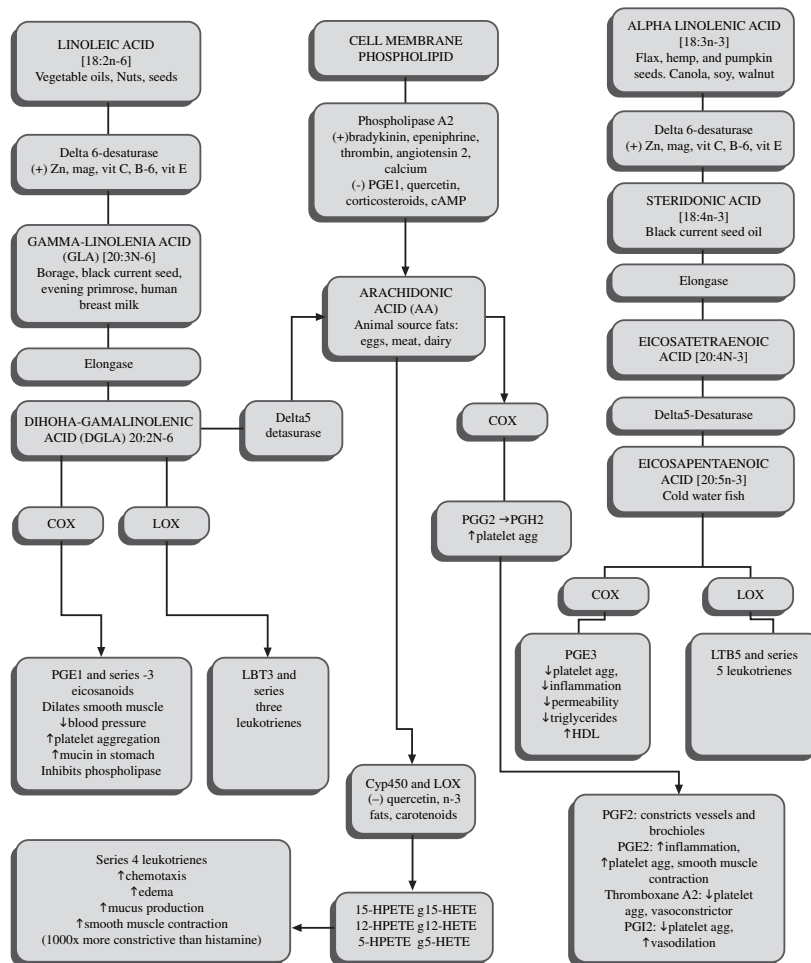 LINOLEIC ACID
[18:2n-6]
Vegetable oils, Nuts, seeds
Delta 6-desaturase
(+) Zn, mag, vit C, B-6, vit E
GAMMA-LINOLENIA ACID
(GLA) [20:3N-6]
Borage, black current seed,
evening primrose, human
breast milk
Elongase
DIHOHA-GAMALINOLENIC
ACID (DGLA) 20:2N-6
Delta5
detasurase
COX
LOX
PGE1 and series -3
eicosanoids
Dilates smooth muscle
↓blood pressure
↑platelet aggregation
↑mucin in stomach
Inhibits phospholipase
LBT3 and
series
three
leukotrienes
CELL MEMBRANE
PHOSPHOLIPID
Phospholipase A2
(+)bradykinin, epeniphrine,
thrombin, angiotensin 2,
calcium
(-) PGE1, quercetin,
corticosteroids, cAMP
ARACHIDONIC
ACID (AA)
Animal source fats:
eggs, meat, dairy
COX
PGG2 →PGH2
↑platelet agg
Cyp450 and LOX
(–) quercetin, n-3
fats, carotenoids
15-HPETE g15-HETE
12-HPETE g12-HETE
5-HPETE g5-HETE
Series 4 leukotrienes
↑chemotaxis
↑edema
↑mucus production
↑smooth muscle contraction
(1000x more constrictive than histamine)
ALPHA LINOLENIC ACID
[18:3n-3]
Flax, hemp, and pumpkin
seeds. Canola, soy, walnut
Delta 6-desaturase
(+) Zn, mag, vit C, B-6, vit E
STERIDONIC ACID
[18:4n-3]
Black current seed oil
Elongase
EICOSATETRAENOIC
ACID [20:4N-3]
Delta5-Desaturase
EICOSAPENTAENOIC
ACID [20:5n-3]
Cold water fish
COX
LOX
PGE3
↓platelet agg,
↓inflammation
↓permeability
↓triglycerides
↑HDL
LTB5 and series
5 leukotrienes
PGF2: constricts vessels and
brochioles
PGE2: ↑inflammation,
↑platelet agg, smooth muscle
contraction
Thromboxane A2: ↓platelet
agg, vasoconstrictor
PGI2: ↓platelet agg,
↑vasodilation